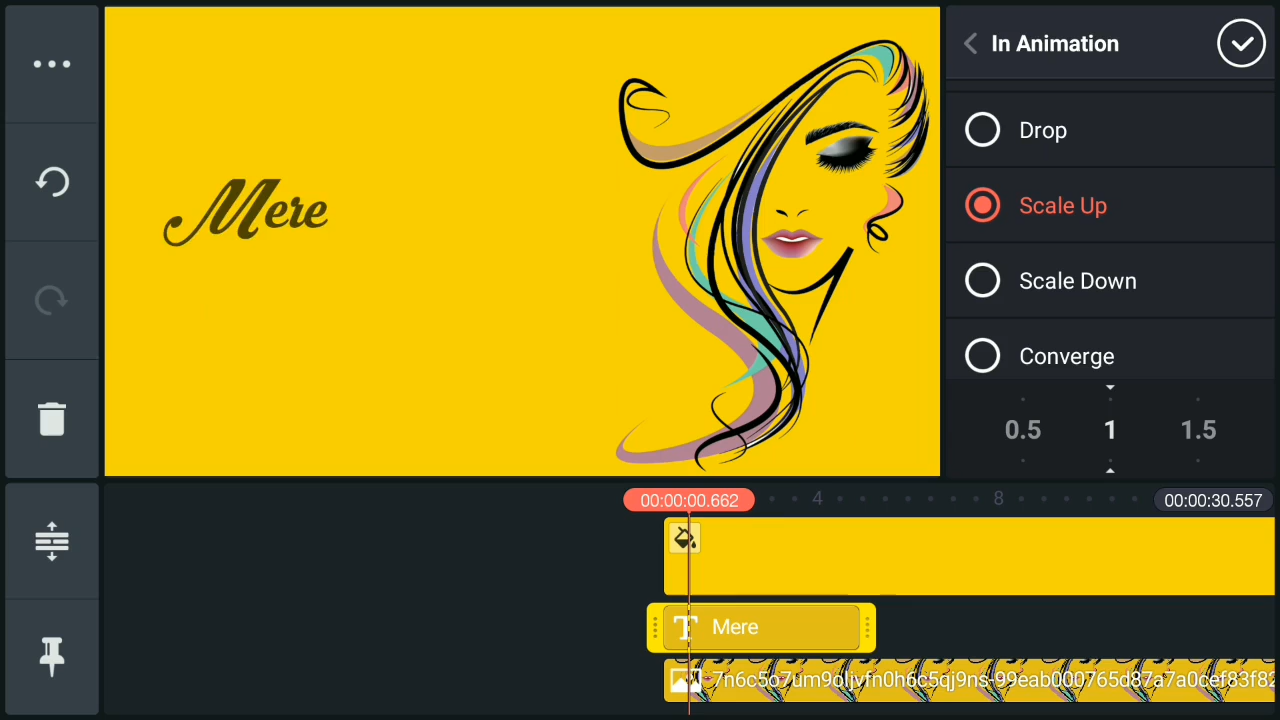 In Animation
Drop
Mere
Scale Up
Scale Down
Converge
0.5 1 1.5
00:00:00.662 4 8 00:00:30.557
Mere
7n6c5o7um9oljvfn0h6c5qj9ns-99eab000765d87a7a0cef83f82